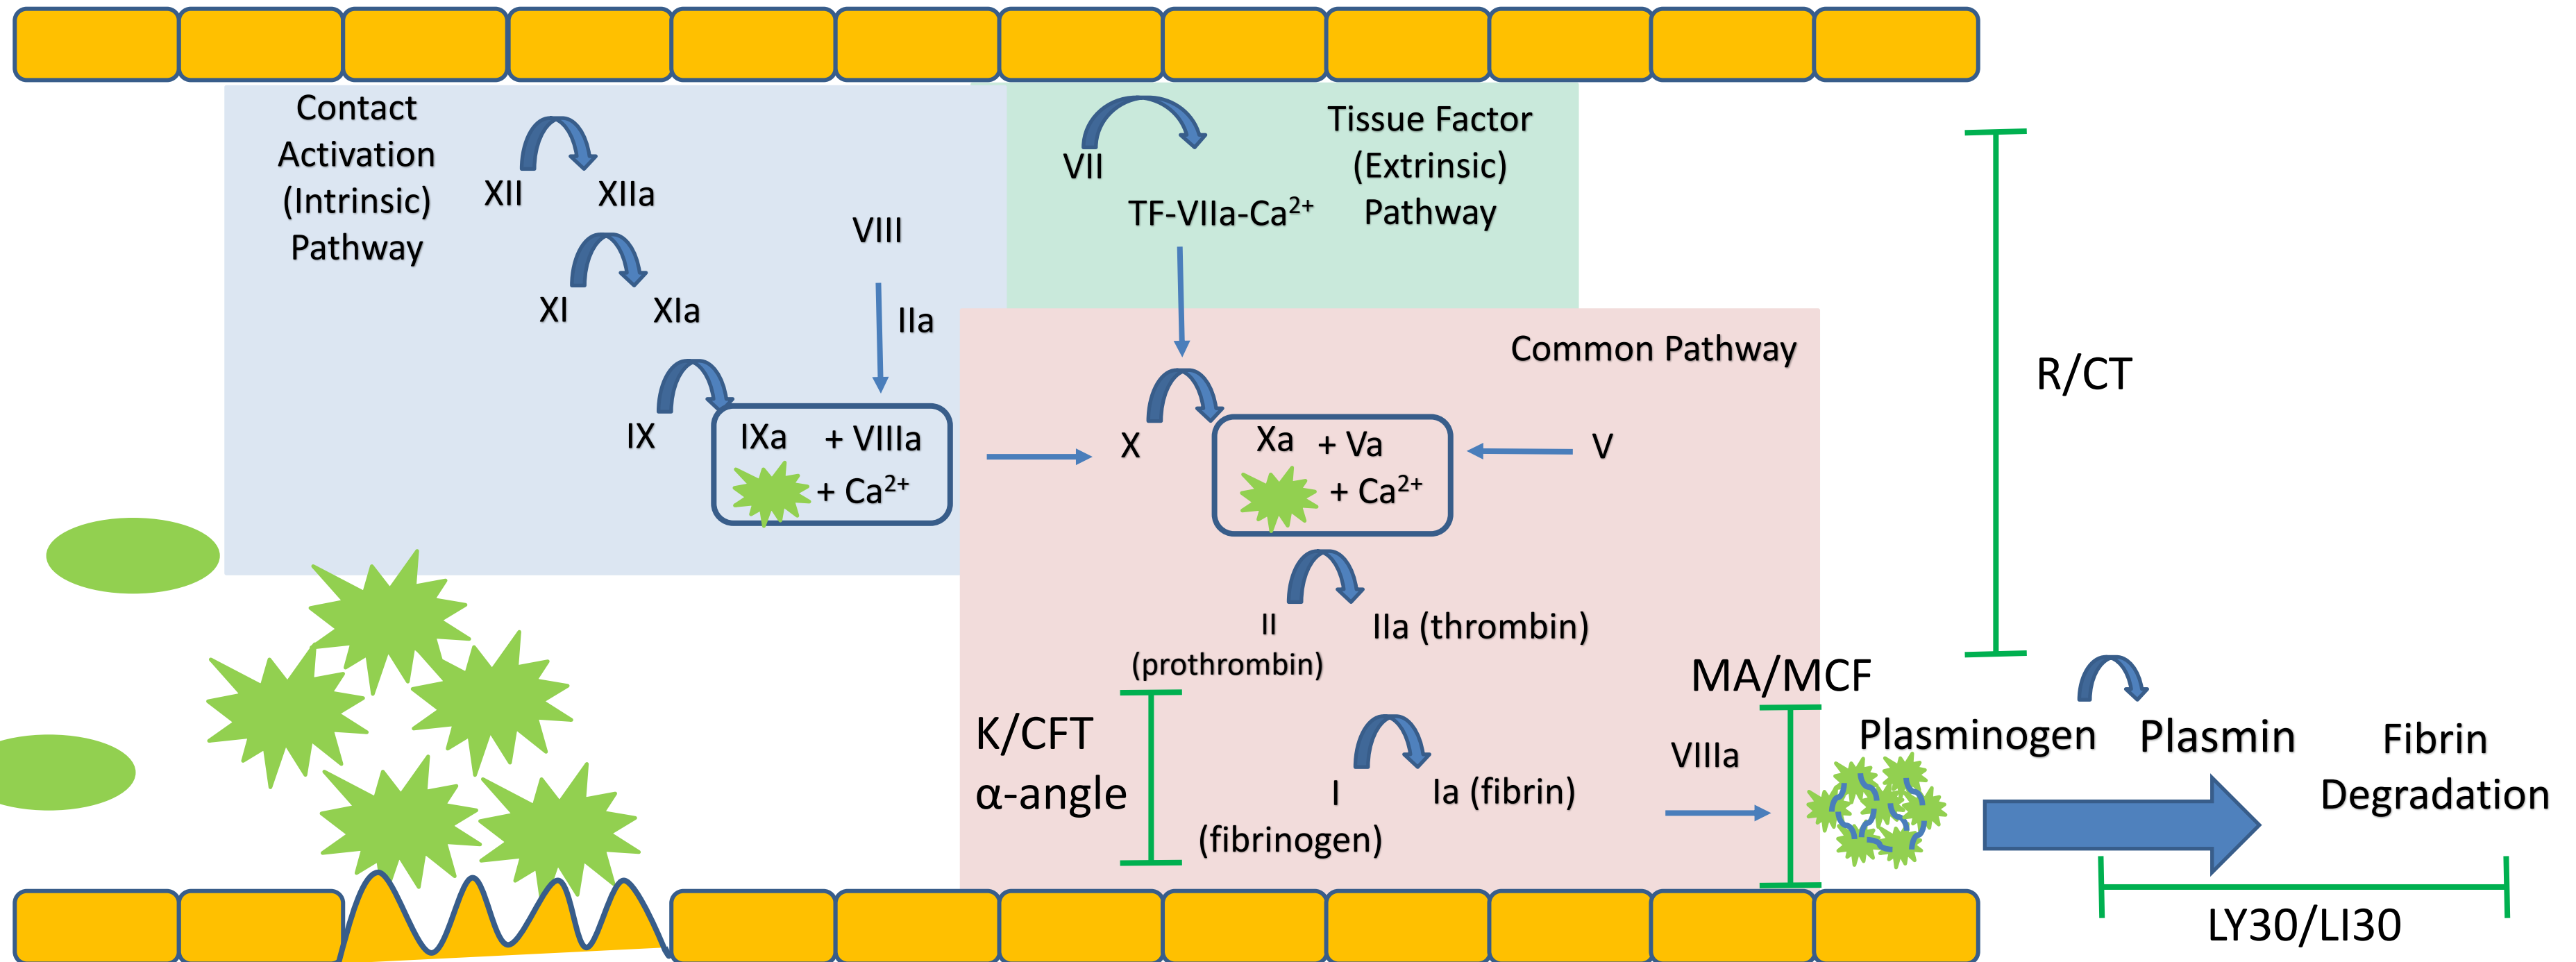 Contact
Activation
(Intrinsic)
Pathway
XII
XIIa
XI
XIa
VIII
IIa
IX
IXa + VIIIa
+ Ca²⁺
VII
TF-VIIa-Ca²⁺
Tissue Factor
(Extrinsic)
Pathway
Common Pathway
X
Xa + Va
+ Ca²⁺
V
II
(prothrombin)
IIa (thrombin)
K/CFT
α-angle
I
(fibrinogen)
Ia (fibrin)
VIIIa
MA/MCF
R/CT
Plasminogen
Plasmin
Fibrin
Degradation
LY30/LI30